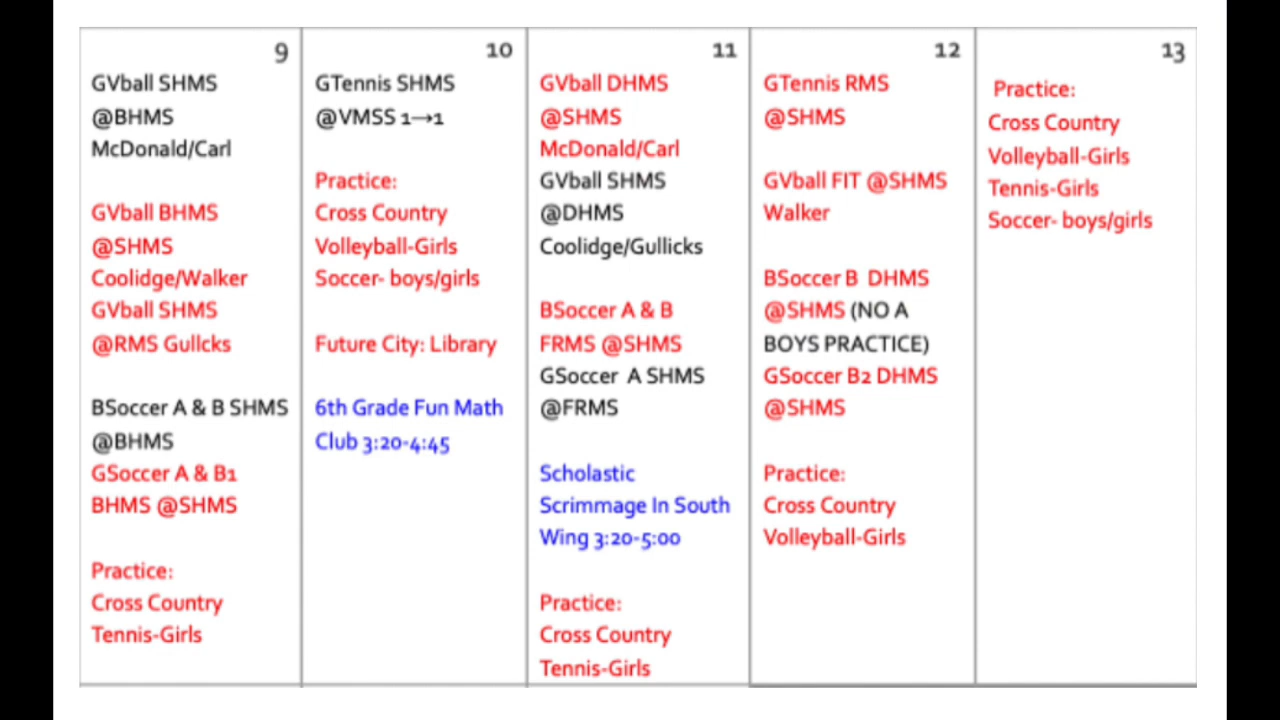 9
GVball SHMS
@BHMS
McDonald/Carl
GVball BHMS
@SHMS
Coolidge/Walker
GVball SHMS
@RMS Gullcks
BSoccer A & B SHMS
@BHMS
GSoccer A & B1
BHMS @SHMS
Practice:
Cross Country
Tennis-Girls
10
GTennis SHMS
@VMSS 1→1
Practice:
Cross Country
Volleyball-Girls
Soccer- boys/girls
Future City: Library
6th Grade Fun Math
Club 3:20-4:45
11
GVball DHMS
@SHMS
McDonald/Carl
GVball SHMS
@DHMS
Coolidge/Gullicks
BSoccer A & B
FRMS @SHMS
GSoccer A SHMS
@FRMS
Scholastic
Scrimmage In South
Wing 3:20-5:00
Practice:
Cross Country
Tennis-Girls
12
GTennis RMS
@SHMS
GVball FIT @SHMS
Walker
BSoccer B DHMS
@SHMS (NO A
BOYS PRACTICE)
GSoccer B2 DHMS
@SHMS
Practice:
Cross Country
Volleyball-Girls
13
Practice:
Cross Country
Volleyball-Girls
Tennis-Girls
Soccer- boys/girls